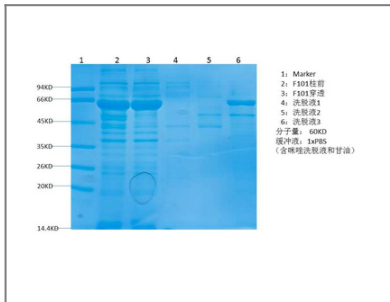 1 2 3 4 5 6
94KD
66KD
45KD
35KD
26KD
20KD
14.4KD
1: Marker
2: F101柱前
3: F101穿透
4: 洗脱液1
5: 洗脱液2
6: 洗脱液3
分子量: 60KD
缓冲液: 1xPBS
(含咪唑洗脱液和甘油)